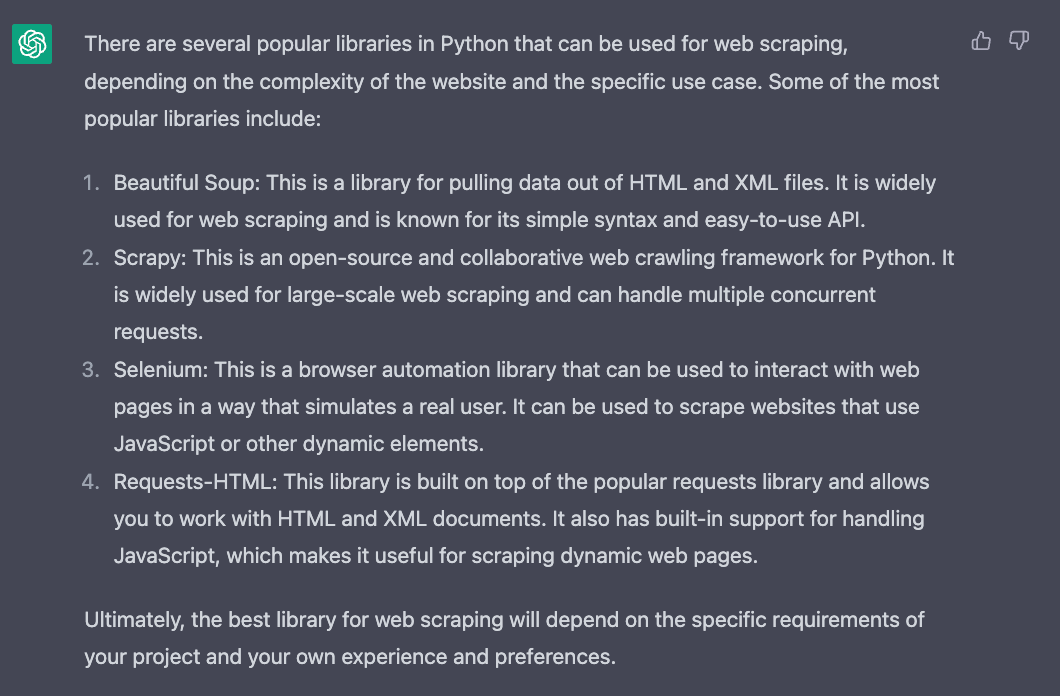 There are several popular libraries in Python that can be used for web scraping,
depending on the complexity of the website and the specific use case. Some of the most
popular libraries include:
1. Beautiful Soup: This is a library for pulling data out of HTML and XML files. It is widely
used for web scraping and is known for its simple syntax and easy-to-use API.
2. Scrapy: This is an open-source and collaborative web crawling framework for Python. It
is widely used for large-scale web scraping and can handle multiple concurrent
requests.
3. Selenium: This is a browser automation library that can be used to interact with web
pages in a way that simulates a real user. It can be used to scrape websites that use
JavaScript or other dynamic elements.
4. Requests-HTML: This library is built on top of the popular requests library and allows
you to work with HTML and XML documents. It also has built-in support for handling
JavaScript, which makes it useful for scraping dynamic web pages.
Ultimately, the best library for web scraping will depend on the specific requirements of
your project and your own experience and preferences.